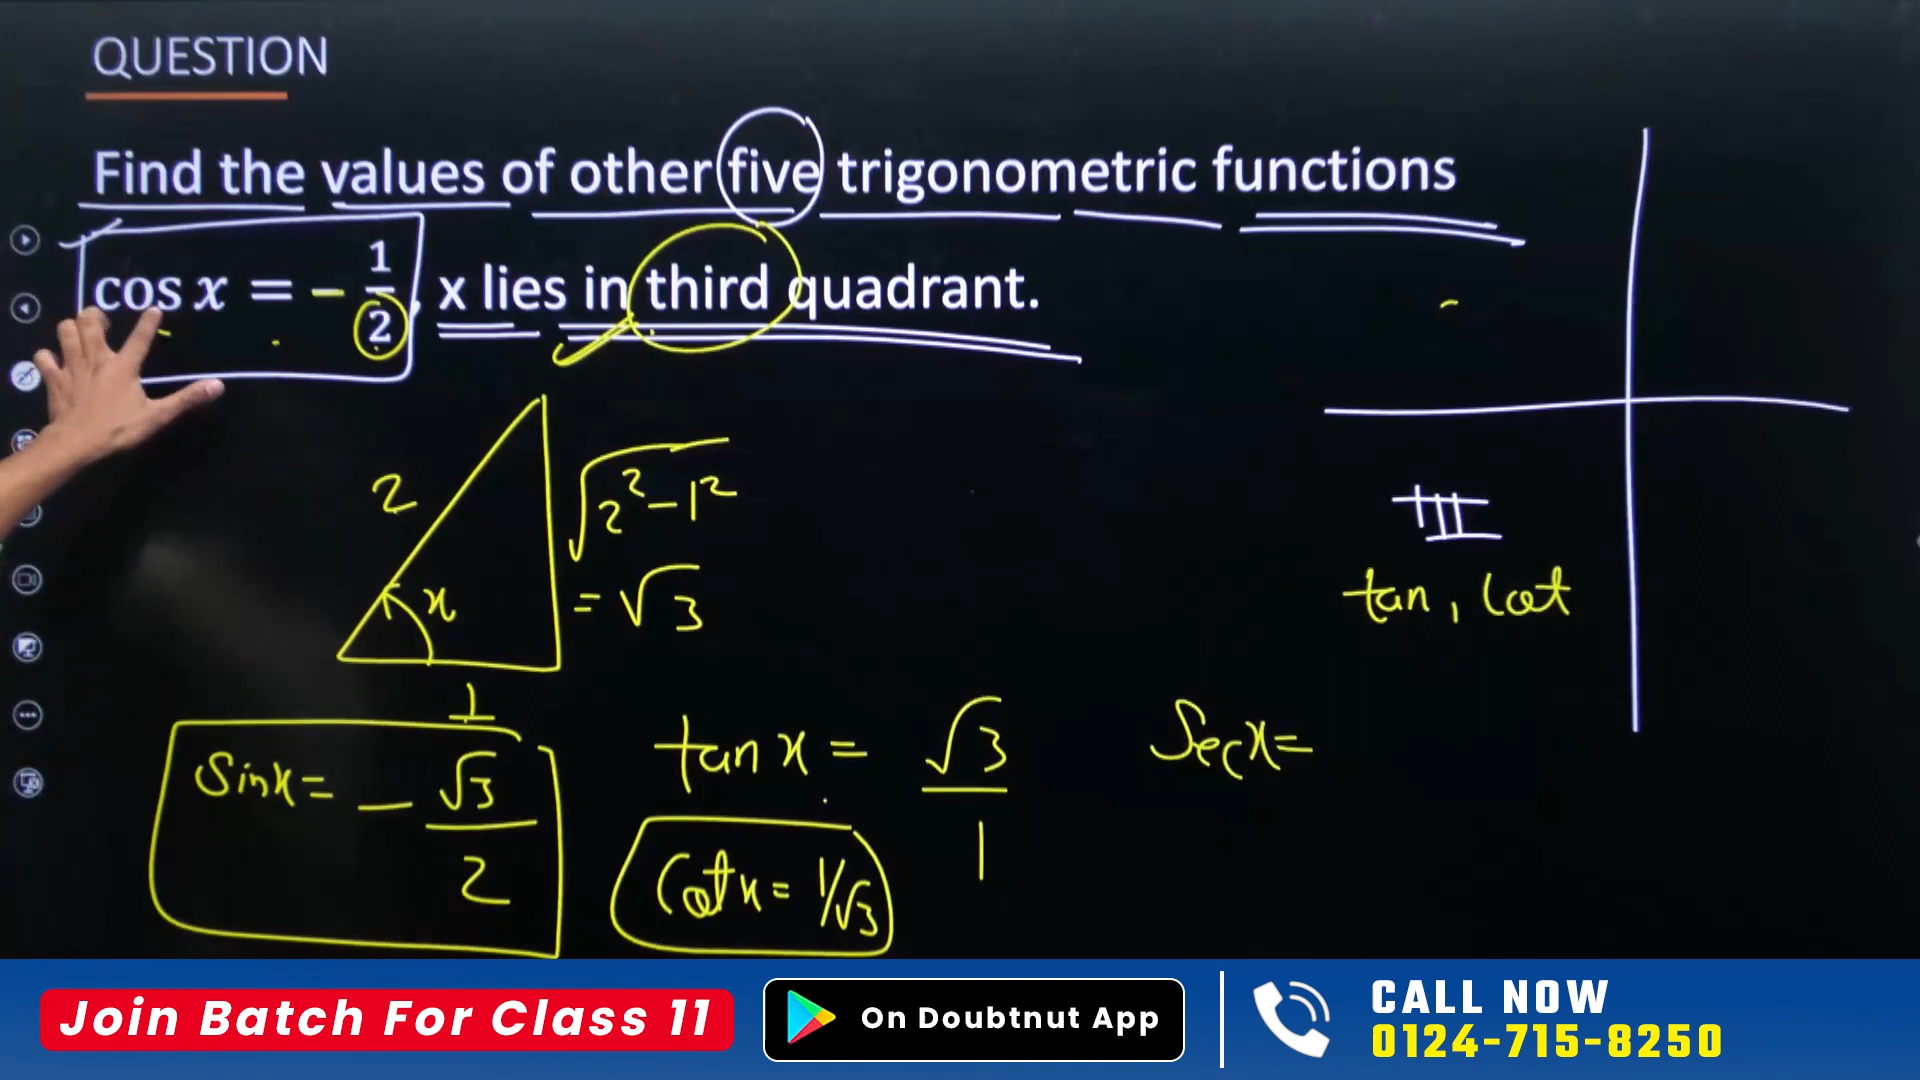 QUESTION
Find the values of other five trigonometric functions
cos x = - 1/2, x lies in third quadrant.
2
√2² - 1²
= √3
x
1
III
tan, Cot
Sinx = - √3/2
tan x = √3/1
Secx =
Cotx = 1/√3
Join Batch For Class 11
On Doubtnut App
CALL NOW
0124-715-8250